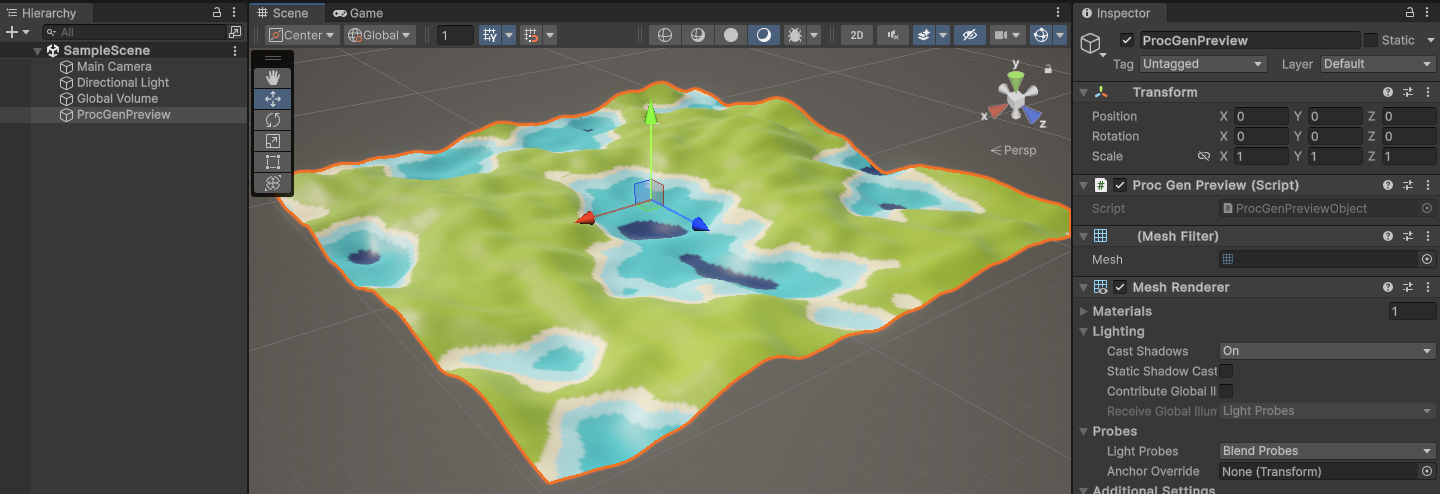 Hierarchy
All
SampleScene
Main Camera
Directional Light
Global Volume
ProcGenPreview
Scene
Game
Center
Global
1
2D
y
x
z
Persp
Inspector
ProcGenPreview
Static
Tag
Untagged
Layer
Default
Transform
Position
X
0
Y
0
Z
0
Rotation
X
0
Y
0
Z
0
Scale
X
1
Y
1
Z
1
Proc Gen Preview (Script)
Script
ProcGenPreviewObject
(Mesh Filter)
Mesh
Mesh Renderer
Materials
1
Lighting
Cast Shadows
On
Static Shadow Cast
Contribute Global Il
Receive Global Illum
Light Probes
Probes
Light Probes
Blend Probes
Anchor Override
None (Transform)
Additional Settings